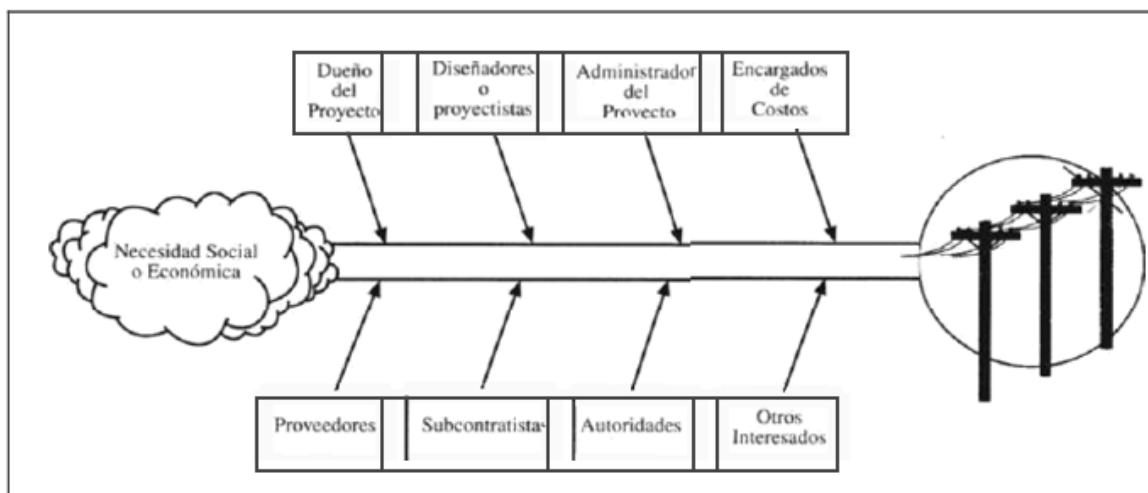 Dueño
del
Proyecto
Diseñadores
o
proyectistas
Administrador
del
Proyecto
Encargados
de
Costos
Necesidad Social
o Económica
Proveedores
Subcontratistas
Autoridades
Otros
Interesados